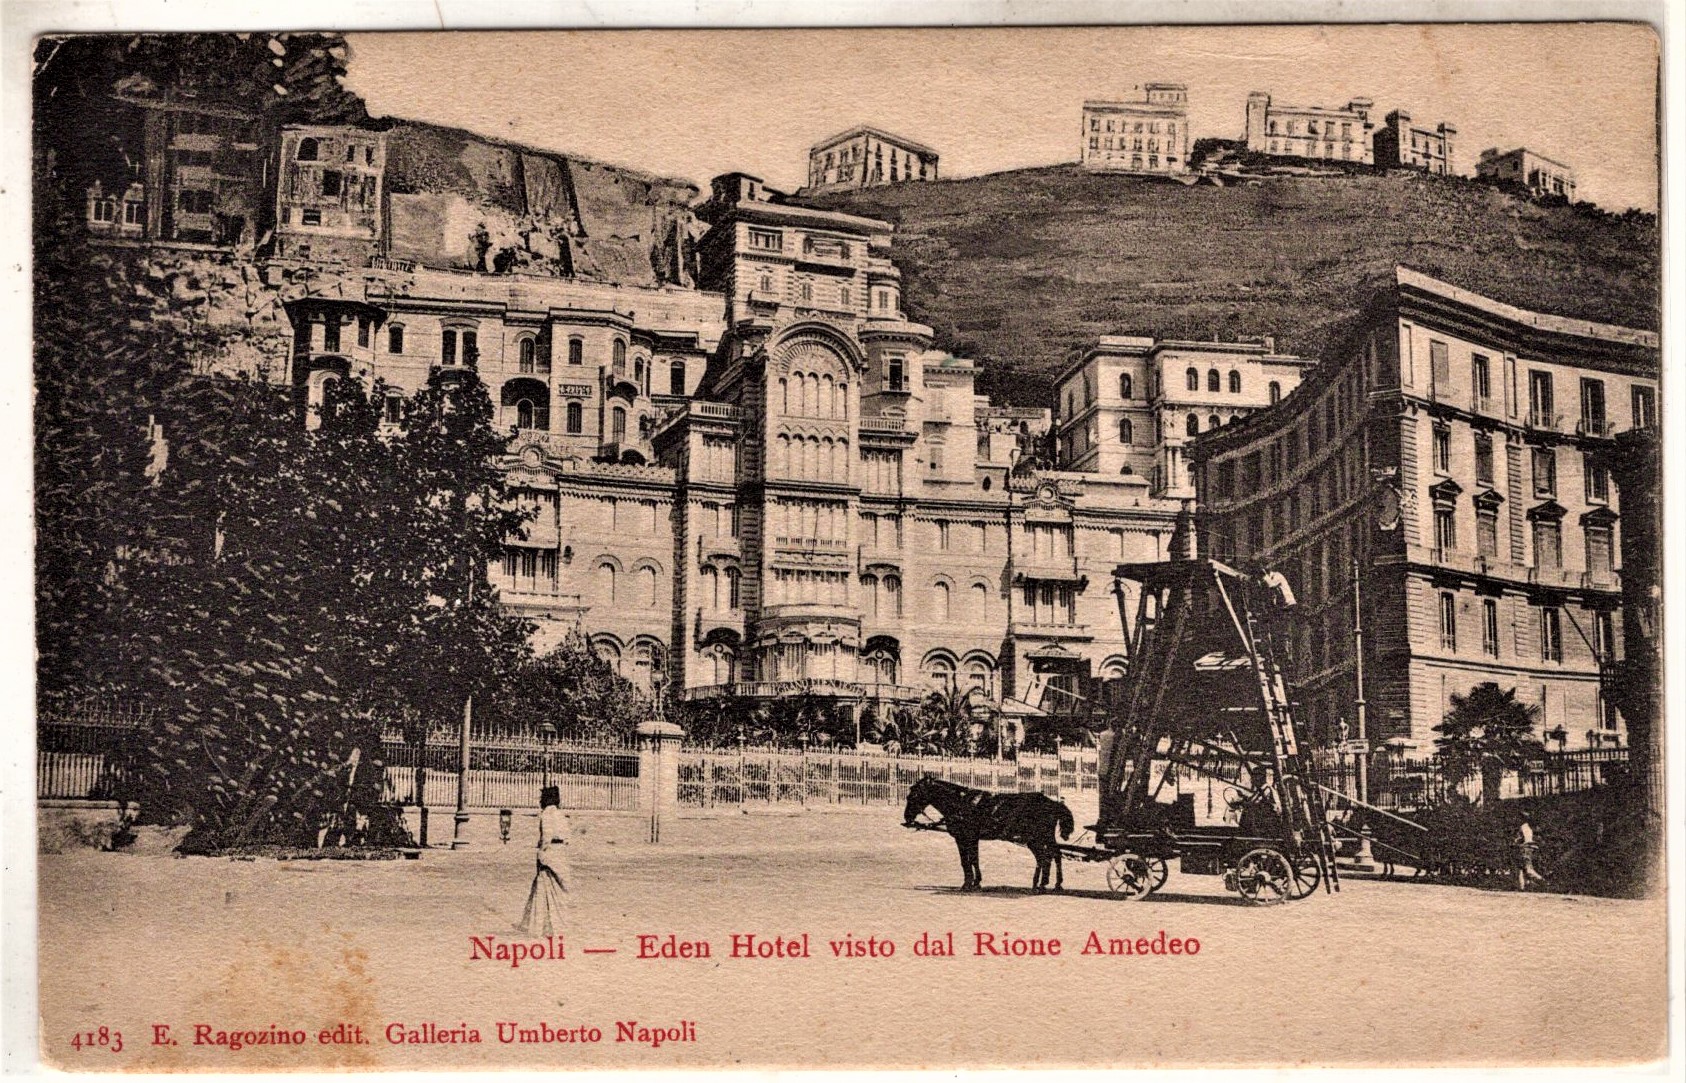 Napoli — Eden Hotel visto dal Rione Amedeo
4183 E. Ragozino edit. Galleria Umberto Napoli